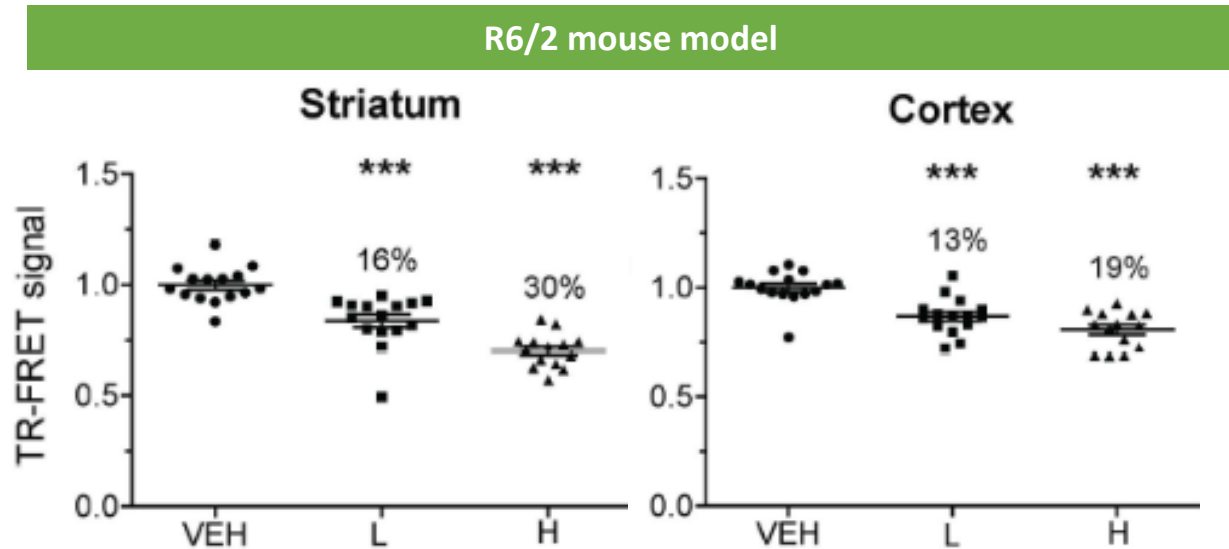 R6/2 mouse model
Striatum
TR-FRET signal
1.5
1.0
0.5
0.0
***
***
16%
30%
VEH
L
H
Cortex
1.5
1.0
0.5
0.0
***
***
13%
19%
VEH
L
H